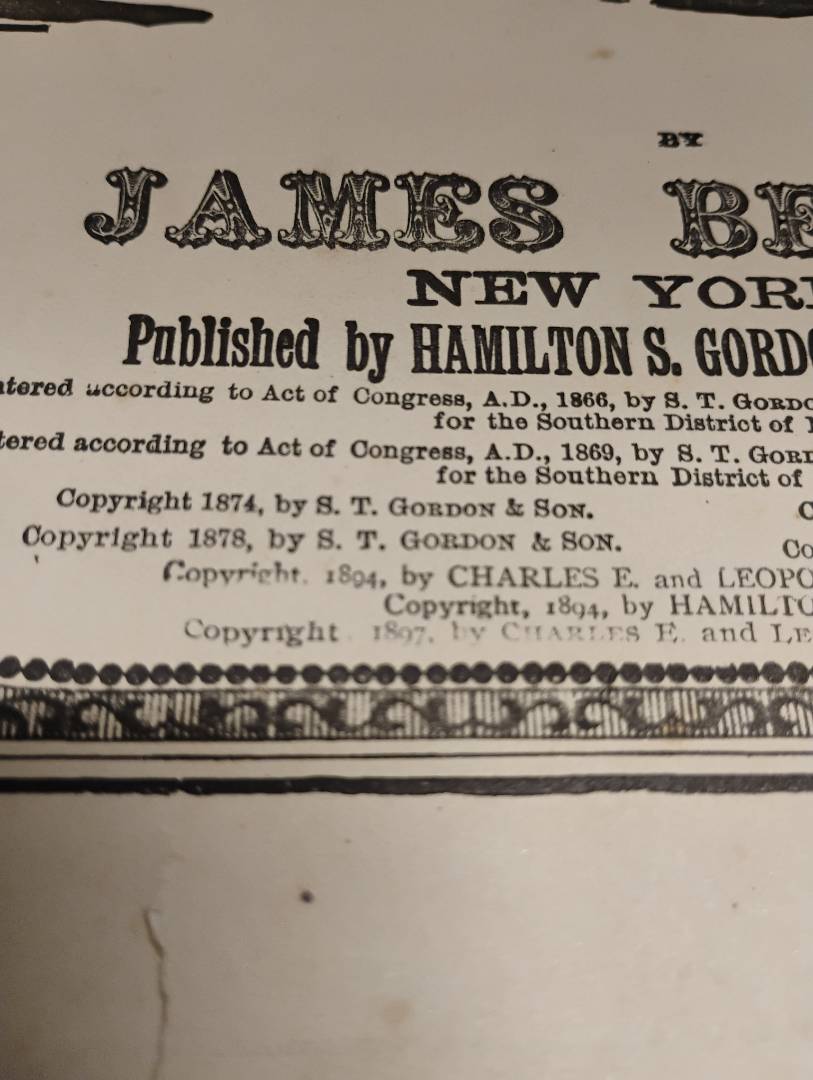 BY
JAMES BE
NEW YOR
Published by HAMILTON S. GORDO
ntered according to Act of Congress, A.D., 1866, by S. T. GORDO
for the Southern District of
tered according to Act of Congress, A.D., 1869, by S. T. GORD
for the Southern District of
Copyright 1874, by S. T. GORDON & SON. C
Copyright 1878, by S. T. GORDON & SON. Co
Copyright. 1894, by CHARLES E. and LEOPO
Copyright, 1894, by HAMILTO
Copyright 1897, by CHARLES E. and LE